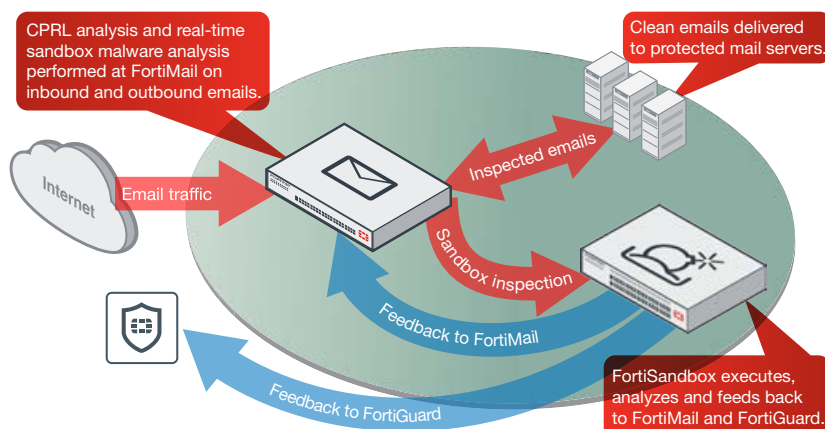 CPRL analysis and real-time
sandbox malware analysis
performed at FortiMail on
inbound and outbound emails.
Clean emails delivered
to protected mail servers.
Internet
Email traffic
Inspected emails
Sandbox inspection
Feedback to FortiMail
Feedback to FortiGuard
FortiSandbox executes,
analyzes and feeds back
to FortiMail and FortiGuard.